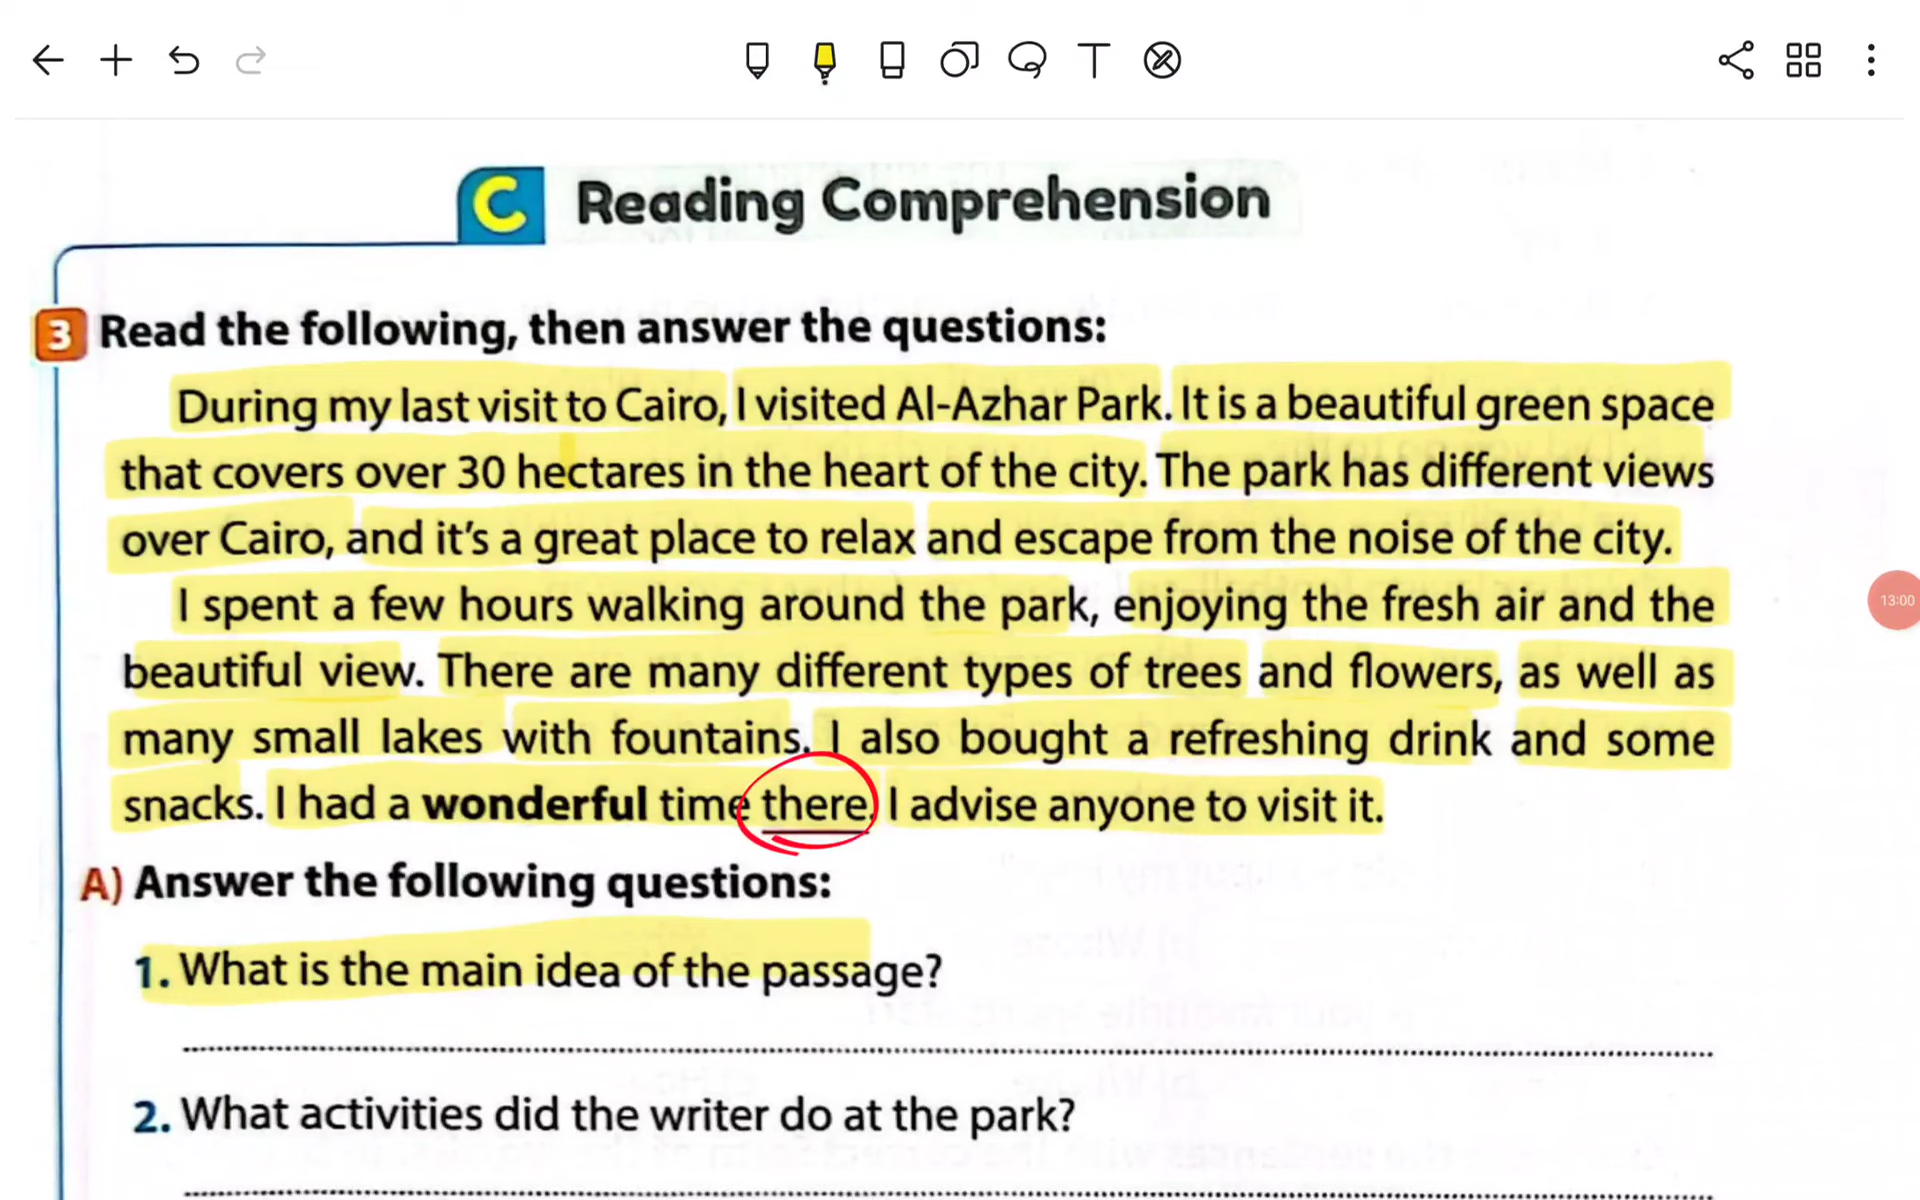 C Reading Comprehension
3 Read the following, then answer the questions:
During my last visit to Cairo, I visited Al-Azhar Park. It is a beautiful green space
that covers over 30 hectares in the heart of the city. The park has different views
over Cairo, and it's a great place to relax and escape from the noise of the city.
I spent a few hours walking around the park, enjoying the fresh air and the
beautiful view. There are many different types of trees and flowers, as well as
many small lakes with fountains. I also bought a refreshing drink and some
snacks. I had a wonderful time there. I advise anyone to visit it.
13:00
A) Answer the following questions:
1. What is the main idea of the passage?
2. What activities did the writer do at the park?